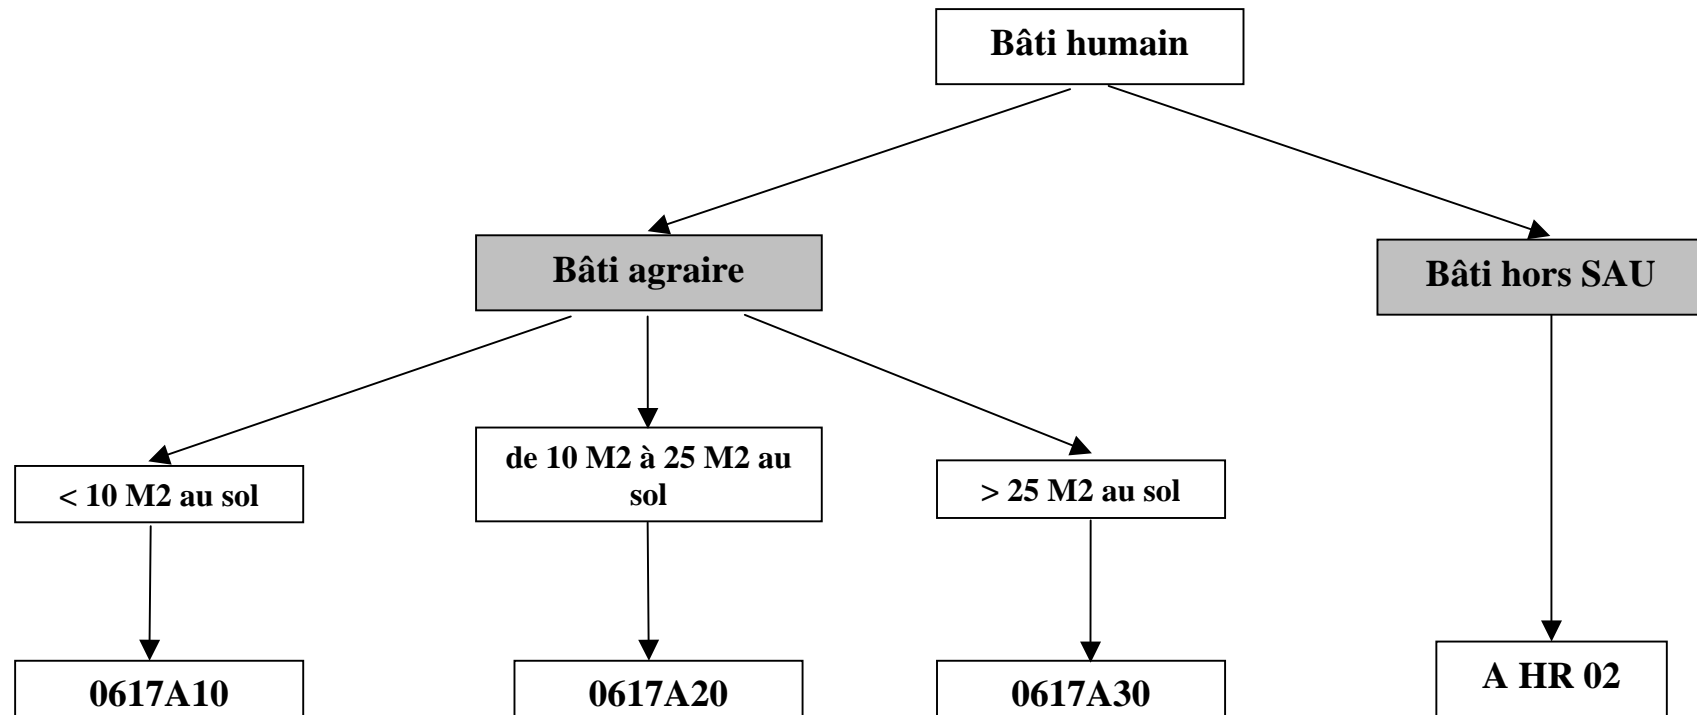 Bâti humain
Bâti agraire
Bâti hors SAU
< 10 M2 au sol
de 10 M2 à 25 M2 au
sol
> 25 M2 au sol
0617A10
0617A20
0617A30
A HR 02